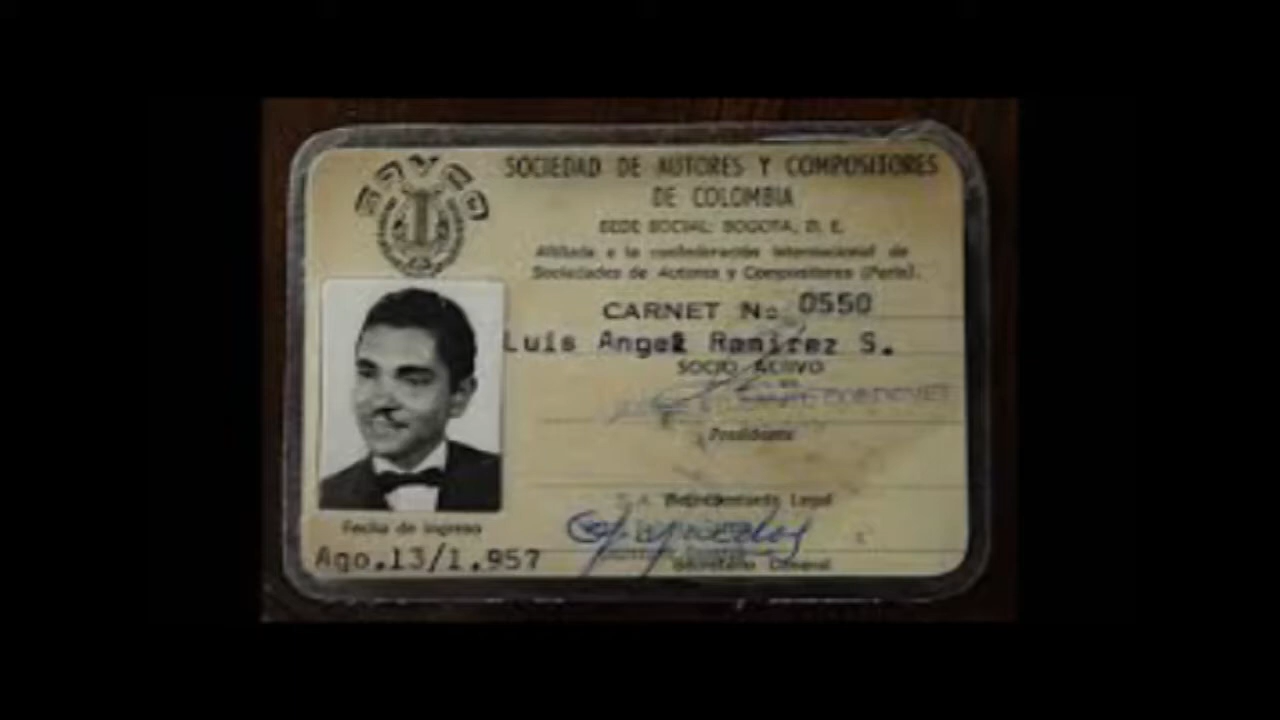 SAYCO
SOCIEDAD DE AUTORES Y COMPOSITORES
DE COLOMBIA
SEDE SOCIAL: BOGOTA, D. E.
Afiliada a la confederación internacional de
Sociedades de Autores y Compositores (París).
CARNET No 0550
Luis Angel Ramirez S.
SOCIO ACTIVO
Presidente
Representante Legal
Fecha de ingreso
Ago.13/1.957
Secretario General